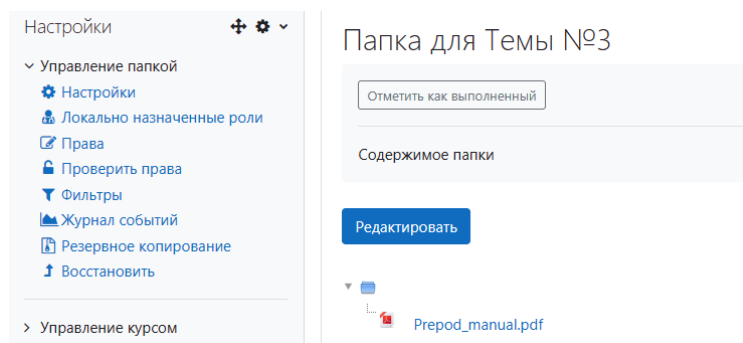 Настройки
Управление папкой
Настройки
Локально назначенные роли
Права
Проверить права
Фильтры
Журнал событий
Резервное копирование
Восстановить
Управление курсом
Папка для Темы №3
Отметить как выполненный
Содержимое папки
Редактировать
Prepod_manual.pdf